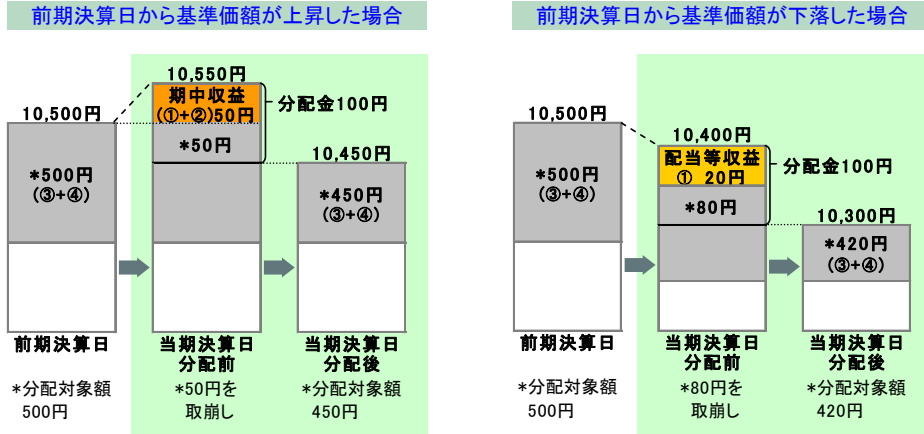 前期決算日から基準価額が上昇した場合
10,550円
期中収益
(①+②)50円
分配金100円
10,500円
*50円
10,450円
*500円
(③+④)
*450円
(③+④)
前期決算日
当期決算日
分配前
当期決算日
分配後
*分配対象額
500円
*50円を
取崩し
*分配対象額
450円
前期決算日から基準価額が下落した場合
10,500円
10,400円
配当等収益
① 20円
分配金100円
*500円
(③+④)
*80円
10,300円
*420円
(③+④)
前期決算日
当期決算日
分配前
当期決算日
分配後
*分配対象額
500円
*80円を
取崩し
*分配対象額
420円